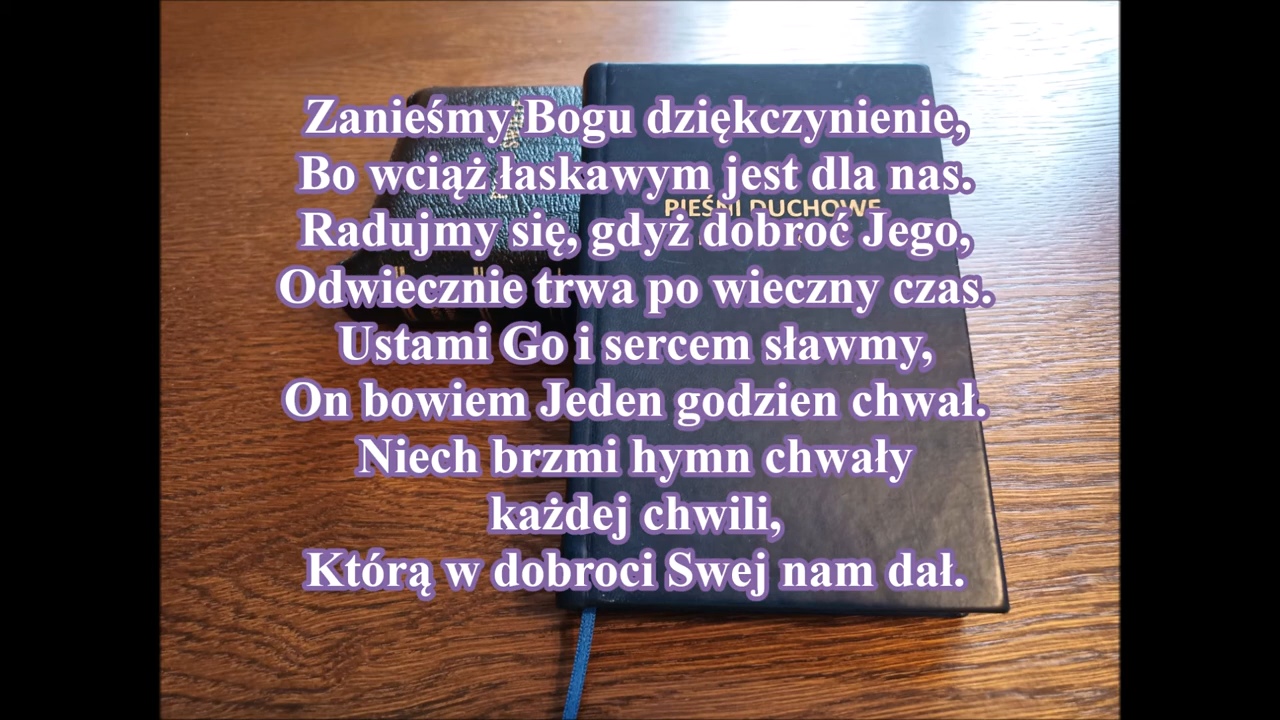 Zanieśmy Bogu dziękczynienie,
Bo wciąż łaskawym jest dla nas.
PIEŚNI DUCHOWE
Radujmy się, gdyż dobroć Jego,
Odwiecznie trwa po wieczny czas.
Ustami Go i sercem sławmy,
On bowiem Jeden godzien chwał.
Niech brzmi hymn chwały
każdej chwili,
Którą w dobroci Swej nam dał.